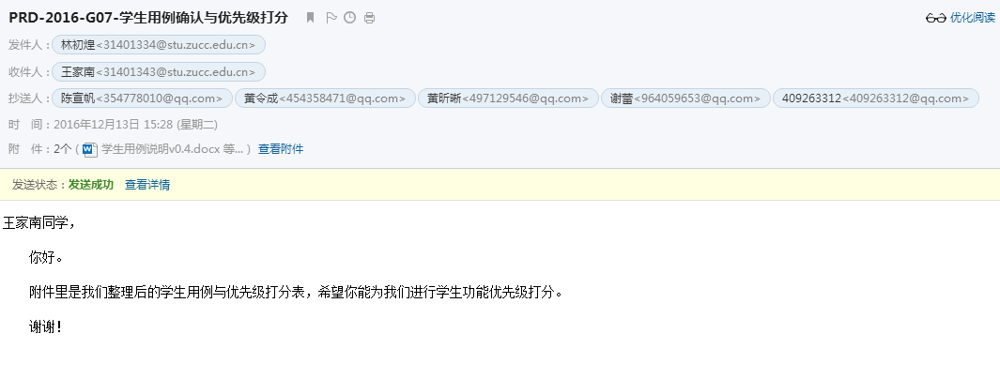 PRD-2016-G07-学生用例确认与优先级打分 优化阅读
发件人：林初煌<31401334@stu.zucc.edu.cn>
收件人：王家南<31401343@stu.zucc.edu.cn>
抄送人：陈宣帆<354778010@qq.com> 黄令成<454358471@qq.com> 黄昕晰<497129546@qq.com> 谢蕾<964059653@qq.com> 409263312<409263312@qq.com>
时 间：2016年12月13日 15:28 (星期二)
附 件：2个 ( 学生用例说明v0.4.docx 等... ) 查看附件
发送状态：发送成功 查看详情
王家南同学，
你好。
附件里是我们整理后的学生用例与优先级打分表，希望你能为我们进行学生功能优先级打分。
谢谢！